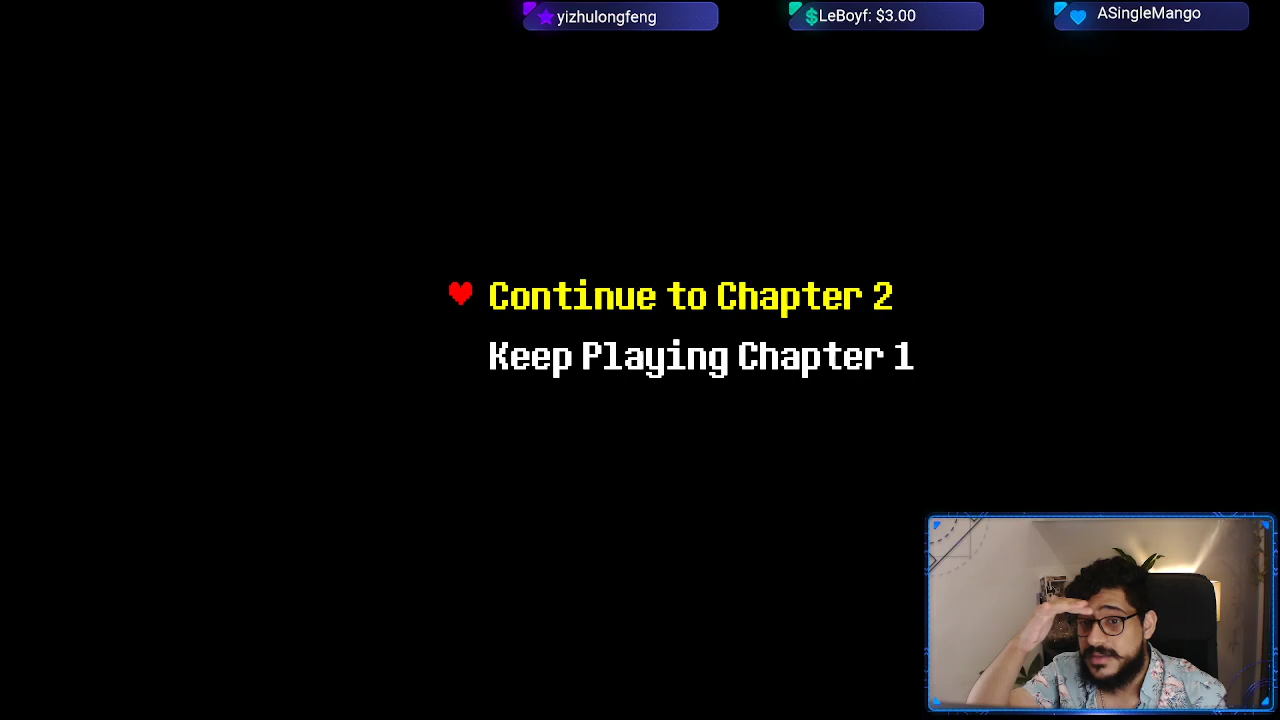 yizhulongfeng
$LeBoyf: $3.00
ASingleMango
Continue to Chapter 2
Keep Playing Chapter 1